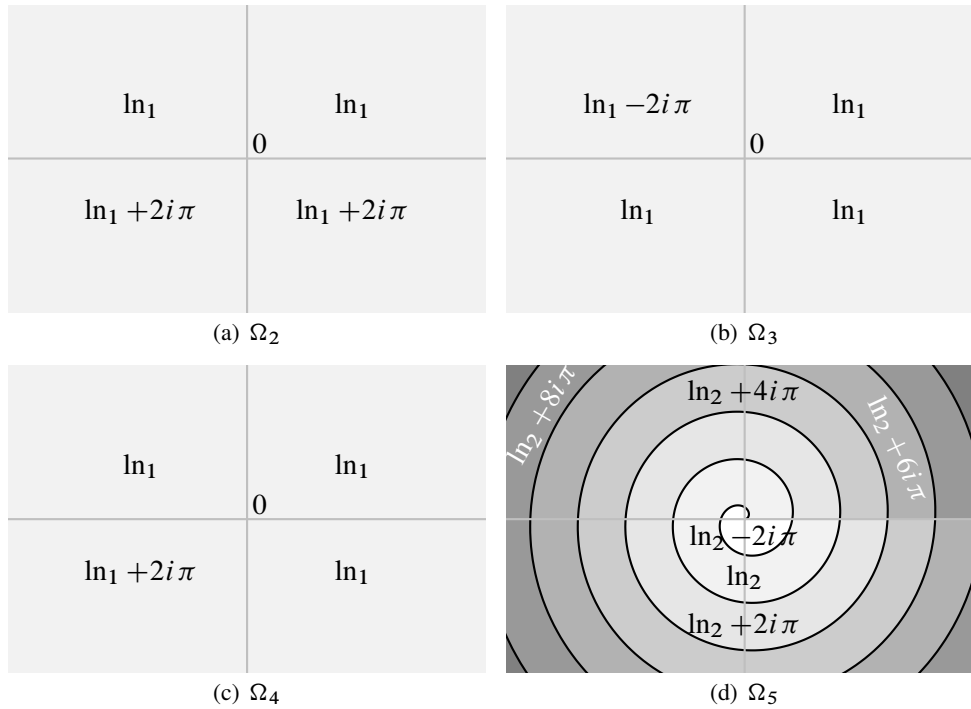 ln₁ ln₁
0
ln₁ +2iπ ln₁ +2iπ
(a) Ω₂
ln₁ −2iπ ln₁
0
ln₁ ln₁
(b) Ω₃
ln₁ ln₁
0
ln₁ +2iπ ln₁
(c) Ω₄
ln₂ +8iπ
ln₂ +4iπ
ln₂ +6iπ
ln₂ −2iπ
ln₂
ln₂ +2iπ
(d) Ω₅